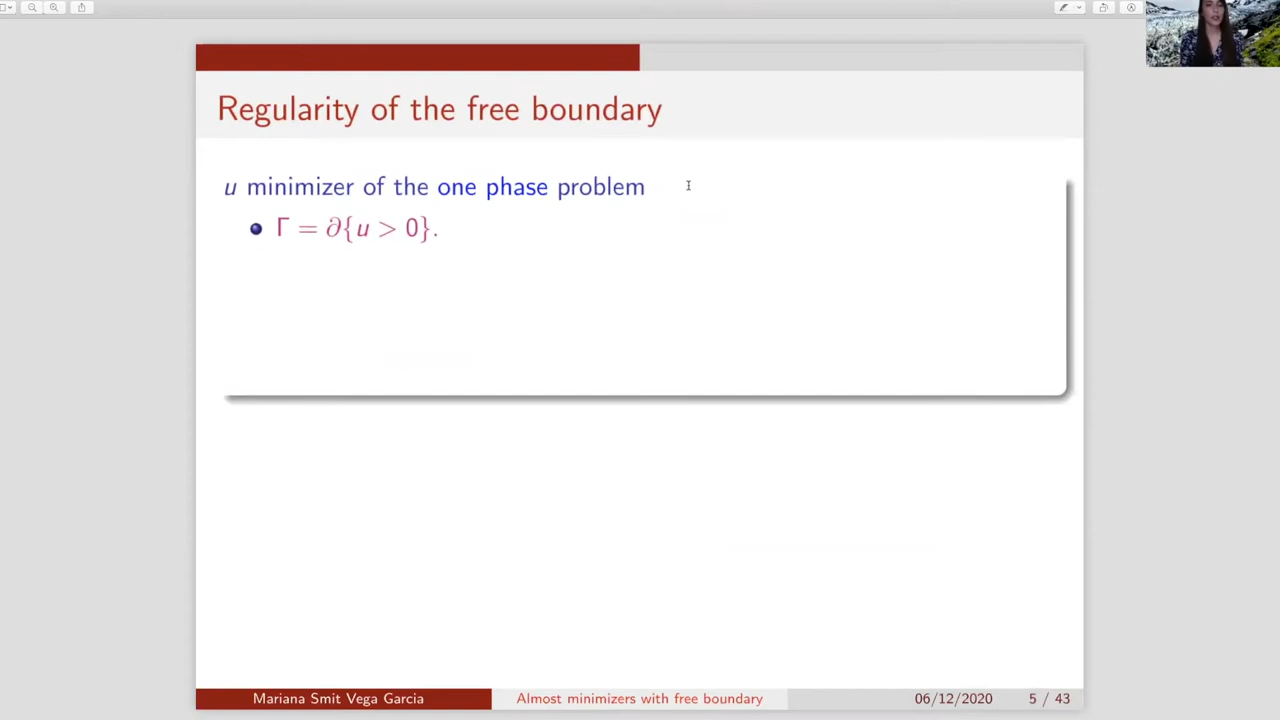 Regularity of the free boundary
u minimizer of the one phase problem
Γ = ∂{u > 0}.
Mariana Smit Vega Garcia
Almost minimizers with free boundary
06/12/2020
5 / 43